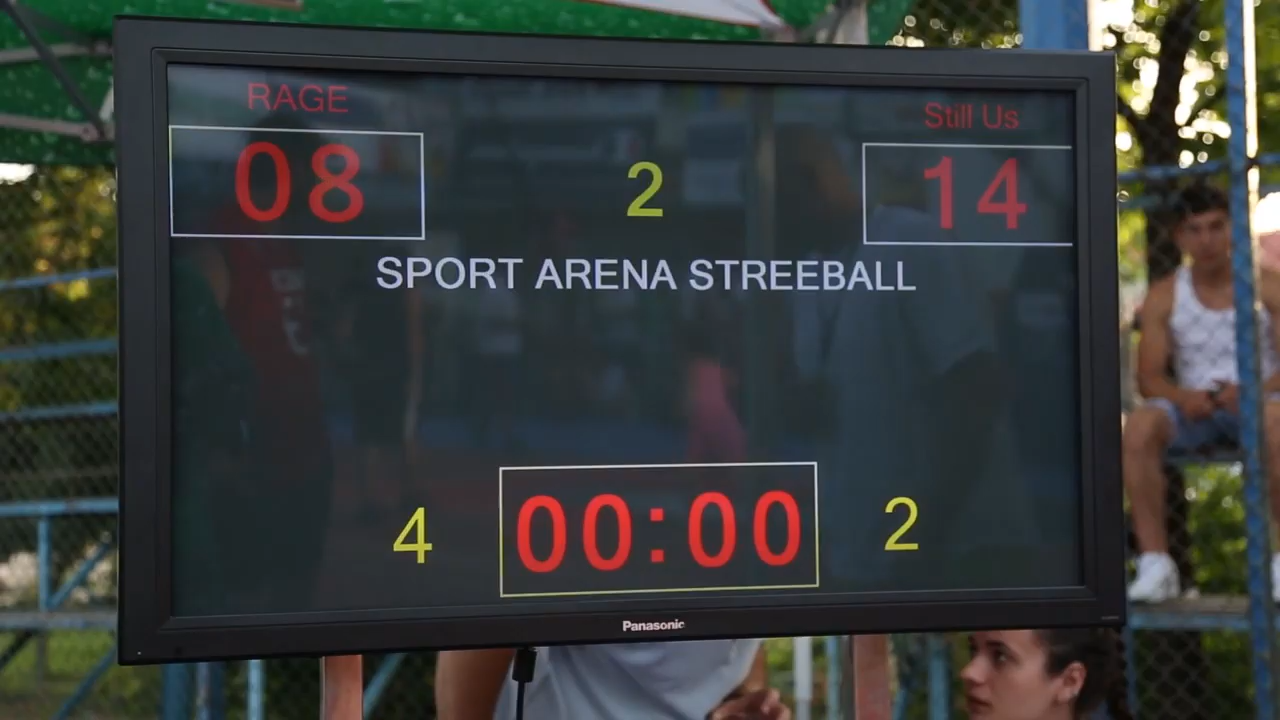 RAGE
Still Us
08
2
14
SPORT ARENA STREEBALL
4
00:00
2
Panasonic